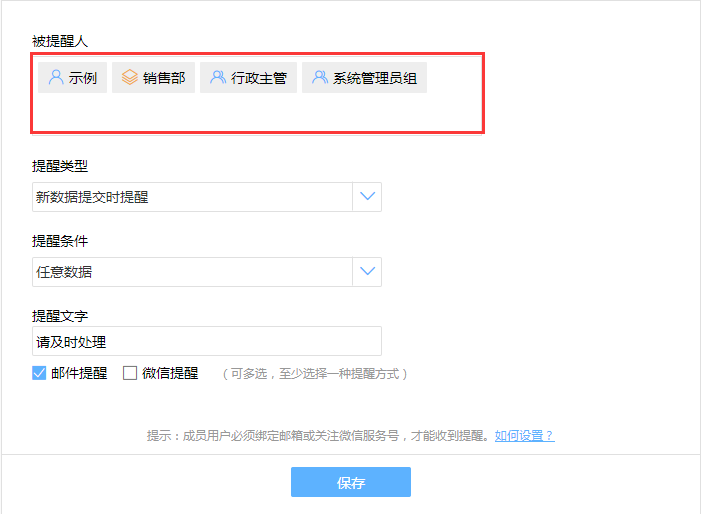 被提醒人
示例 销售部 行政主管 系统管理员组
提醒类型
新数据提交时提醒
提醒条件
任意数据
提醒文字
请及时处理
邮件提醒 微信提醒 （可多选，至少选择一种提醒方式）
提示：成员用户必须绑定邮箱或关注微信服务号，才能收到提醒。如何设置？
保存